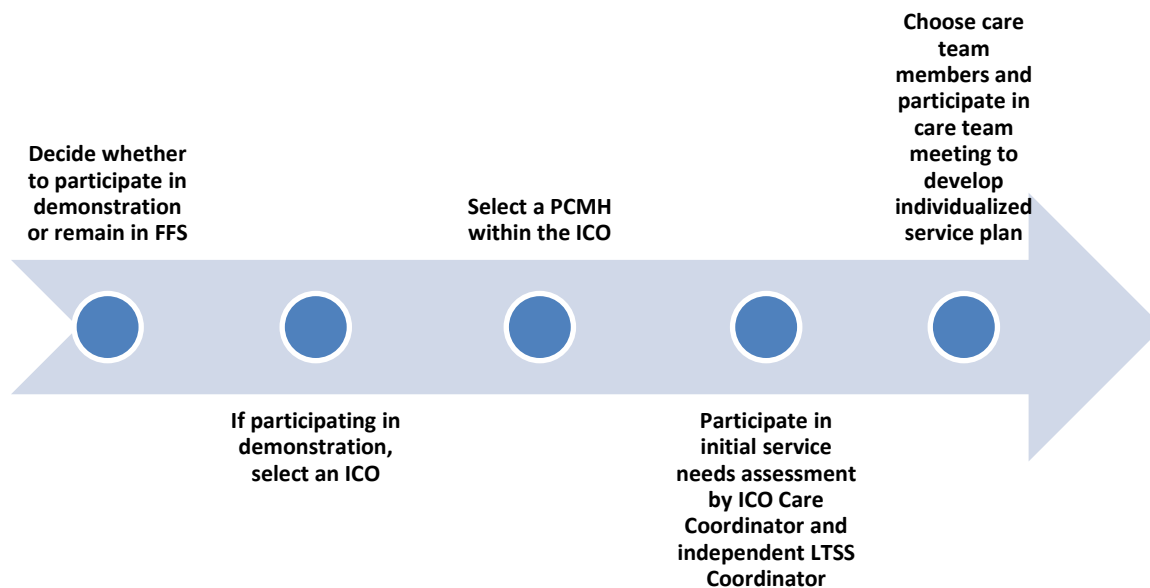 Decide whether
to participate in
demonstration
or remain in FFS
If participating in
demonstration,
select an ICO
Select a PCMH
within the ICO
Participate in
initial service
needs assessment
by ICO Care
Coordinator and
independent LTSS
Coordinator
Choose care
team
members and
participate in
care team
meeting to
develop
individualized
service plan